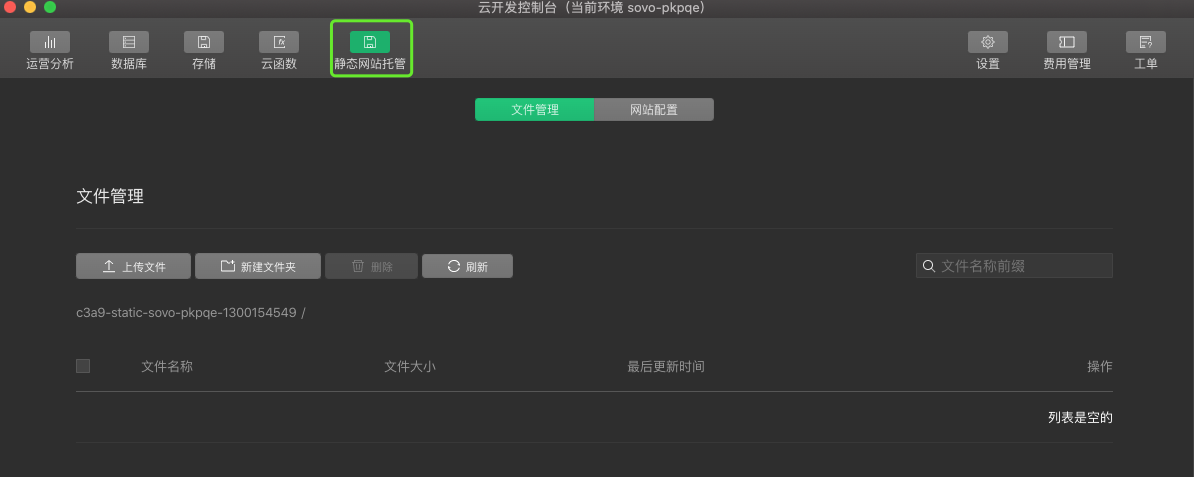 云开发控制台（当前环境 sovo-pkpqe）
运营分析 数据库 存储 云函数 静态网站托管 设置 费用管理 工单
文件管理 网站配置
文件管理
上传文件 新建文件夹 删除 刷新 文件名称前缀
c3a9-static-sovo-pkpqe-1300154549 /
文件名称 文件大小 最后更新时间 操作
列表是空的